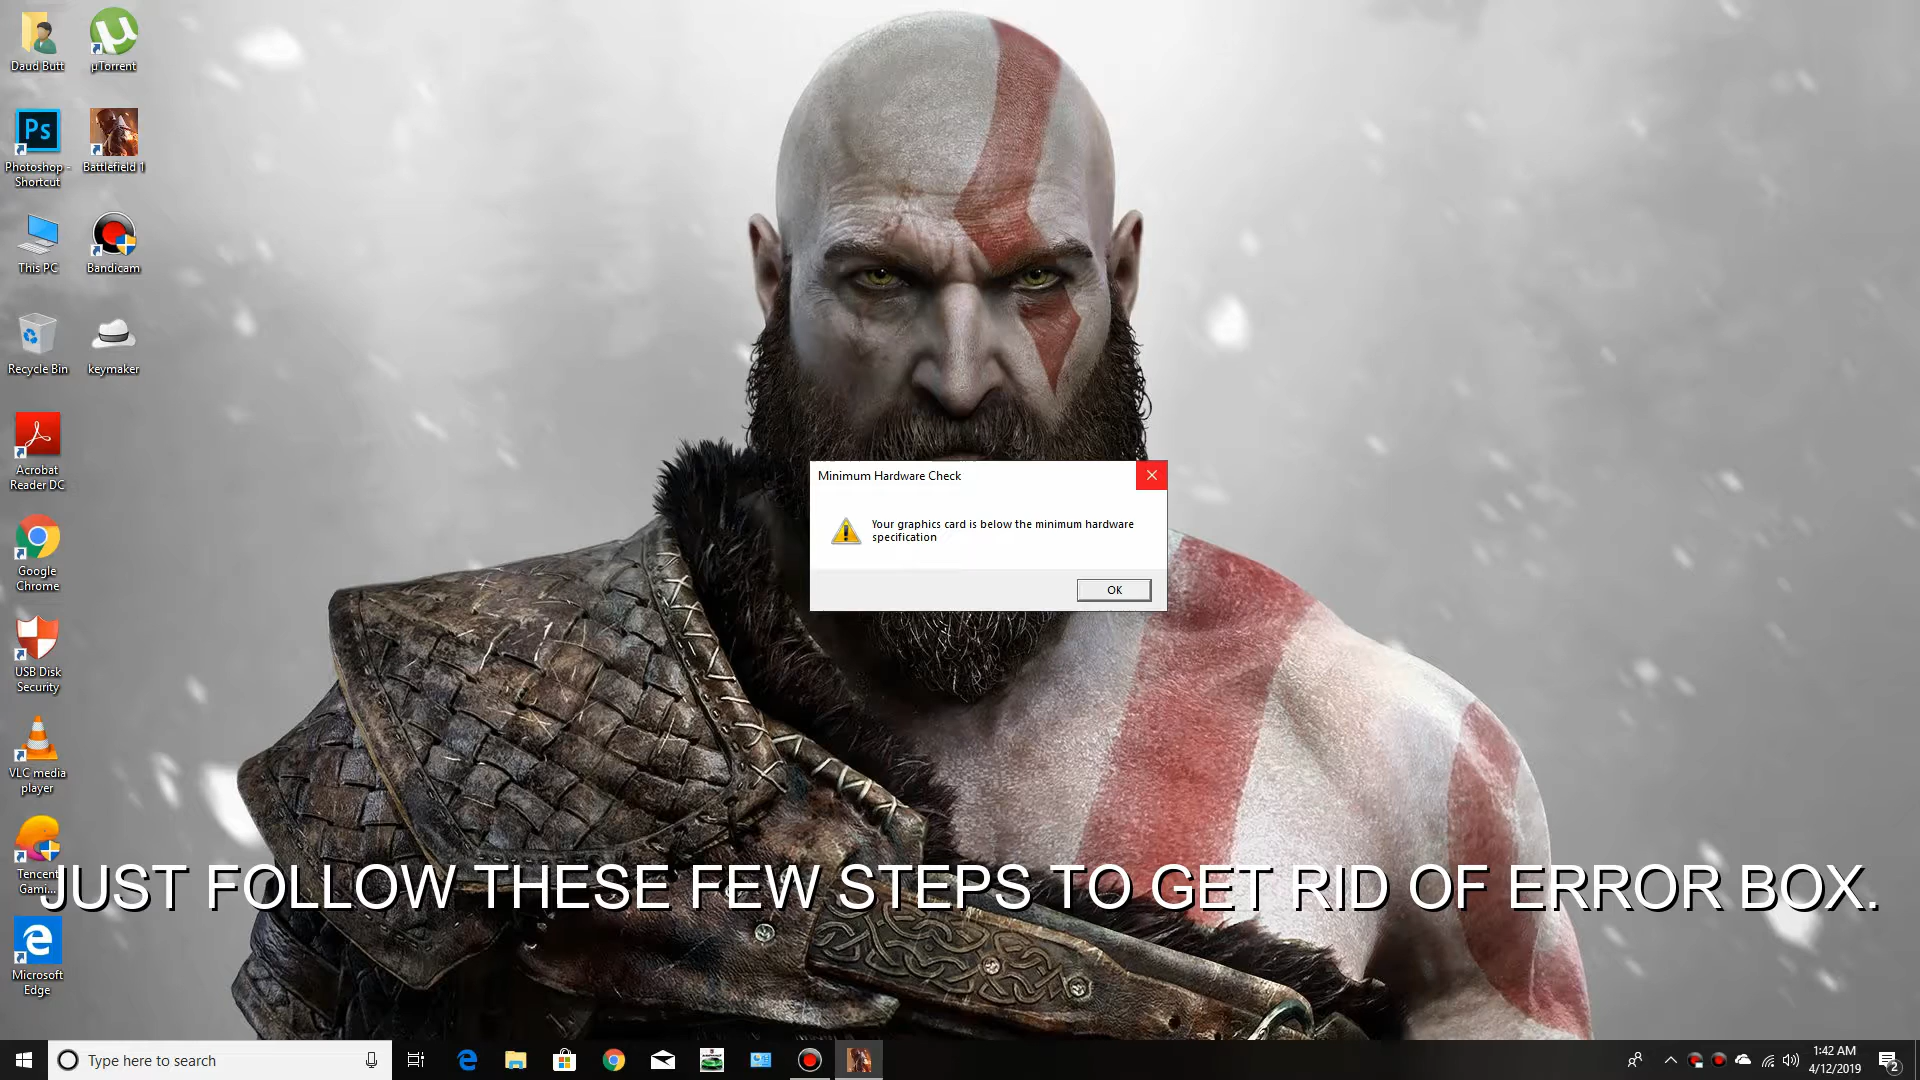 Daud Butt
µTorrent
Ps
Photoshop -
Shortcut
Battlefield 1
This PC
Bandicam
Recycle Bin
keymaker
Acrobat
Reader DC
Google
Chrome
USB Disk
Security
VLC media
player
Tencent
Gami...
Microsoft
Edge
Minimum Hardware Check
Your graphics card is below the minimum hardware
specification
OK
JUST FOLLOW THESE FEW STEPS TO GET RID OF ERROR BOX.
Type here to search
1:42 AM
4/12/2019
2